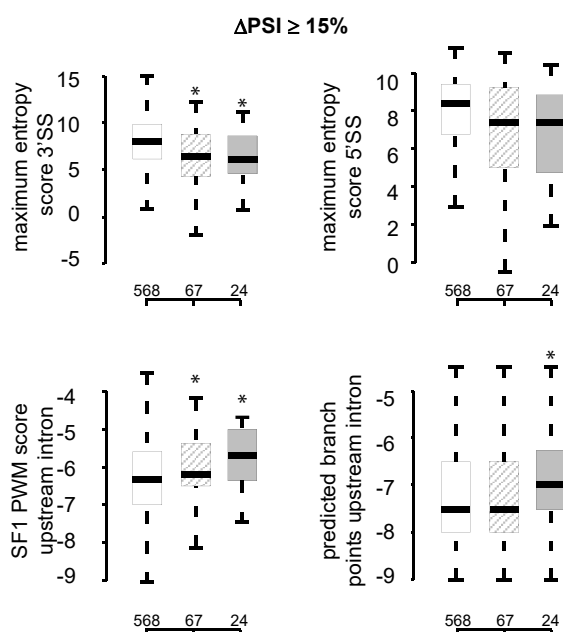 ΔPSI ≥ 15%
maximum entropy
score 3'SS
15
10
5
0
-5
*
*
568 67 24
maximum entropy
score 5'SS
10
8
6
4
2
0
568 67 24
SF1 PWM score
upstream intron
-4
-5
-6
-7
-8
-9
*
*
568 67 24
predicted branch
points upstream intron
-5
-6
-7
-8
-9
*
568 67 24